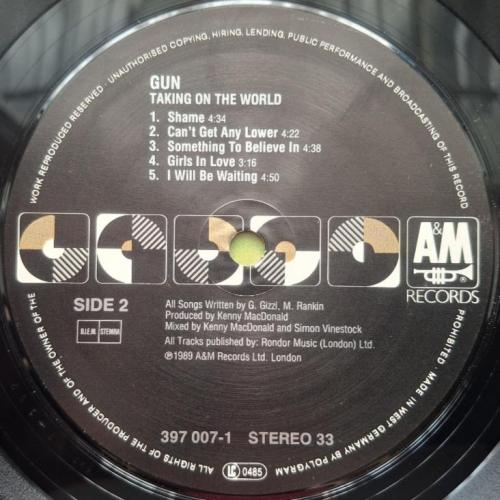 WORK REPRODUCED RESERVED · UNAUTHORISED COPYING, HIRING, LENDING, PUBLIC PERFORMANCE AND BROADCASTING OF THIS RECORD PROHIBITED · MADE IN WEST GERMANY BY POLYGRAM
ALL RIGHTS OF THE PRODUCER AND OF THE OWNER OF THE
GUN
TAKING ON THE WORLD
1. Shame 4:34
2. Can't Get Any Lower 4:22
3. Something To Believe In 4:38
4. Girls In Love 3:16
5. I Will Be Waiting 4:50
A&M
®
RECORDS
SIDE 2
B.I.E.M. STEMRA
All Songs Written by G. Gizzi, M. Rankin
Produced by Kenny MacDonald
Mixed by Kenny MacDonald and Simon Vinestock
All Tracks published by: Rondor Music (London) Ltd.
℗1989 A&M Records Ltd. London
397 007-1 STEREO 33
LC 0485